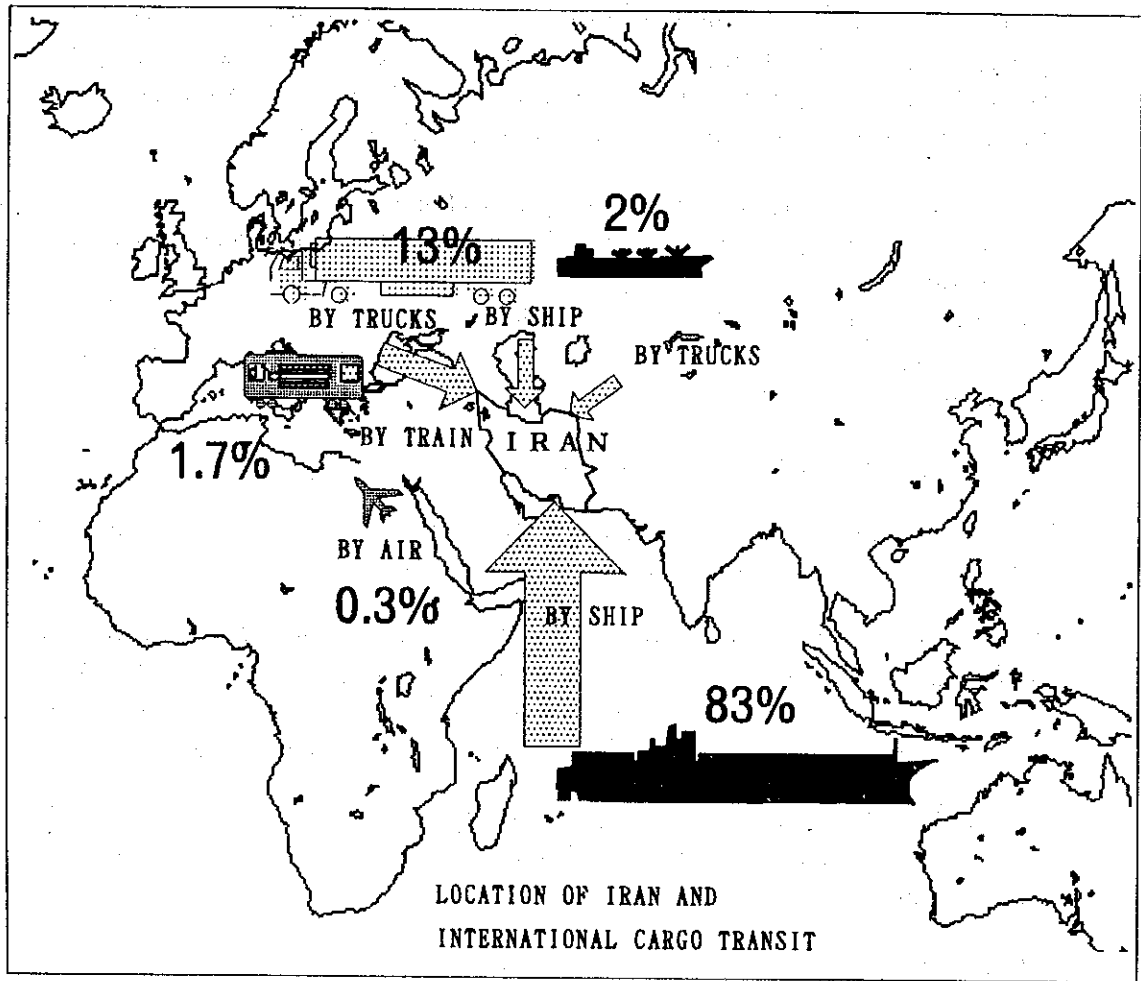 2%
13%
BY TRUCKS
BY SHIP
BY TRUCKS
BY TRAIN
IRAN
1.7%
BY AIR
0.3%
BY SHIP
83%
LOCATION OF IRAN AND
INTERNATIONAL CARGO TRANSIT